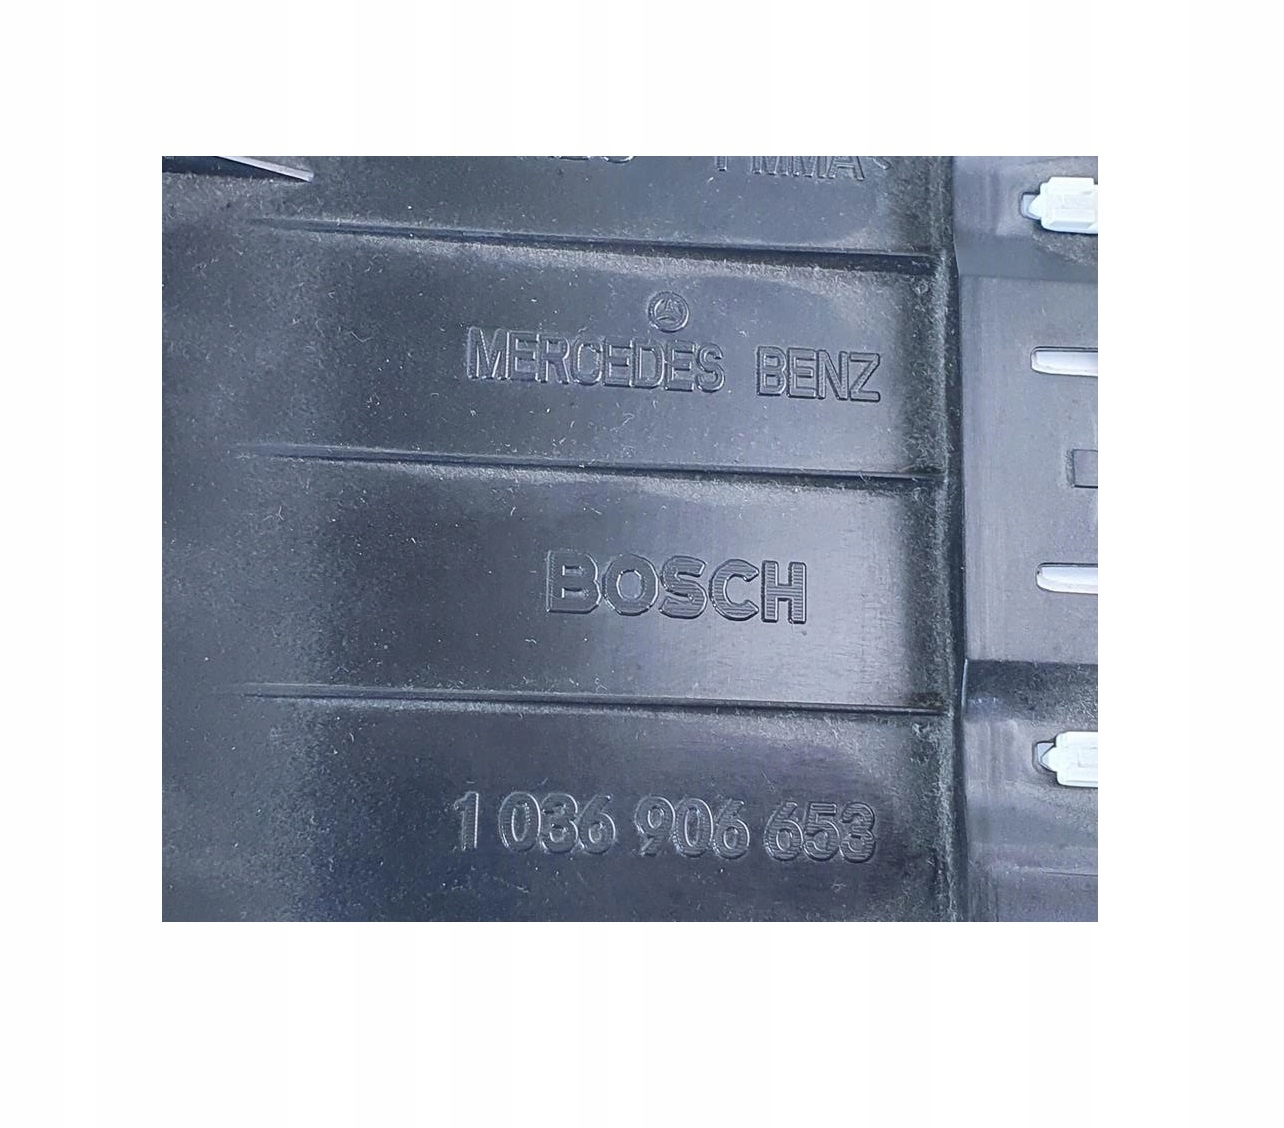 PMMA<
MERCEDES BENZ
BOSCH
1 036 906 653